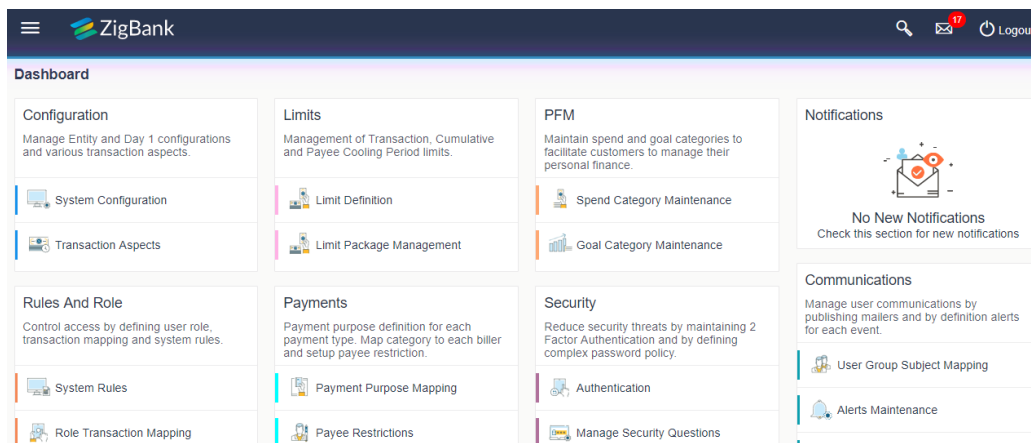 ZigBank
17
Logou
Dashboard
Configuration
Manage Entity and Day 1 configurations
and various transaction aspects.
System Configuration
Transaction Aspects
Limits
Management of Transaction, Cumulative
and Payee Cooling Period limits.
Limit Definition
Limit Package Management
PFM
Maintain spend and goal categories to
facilitate customers to manage their
personal finance.
Spend Category Maintenance
Goal Category Maintenance
Notifications
No New Notifications
Check this section for new notifications
Rules And Role
Control access by defining user role,
transaction mapping and system rules.
System Rules
Role Transaction Mapping
Payments
Payment purpose definition for each
payment type. Map category to each biller
and setup payee restriction.
Payment Purpose Mapping
Payee Restrictions
Security
Reduce security threats by maintaining 2
Factor Authentication and by defining
complex password policy.
Authentication
Manage Security Questions
Communications
Manage user communications by
publishing mailers and by definition alerts
for each event.
User Group Subject Mapping
Alerts Maintenance